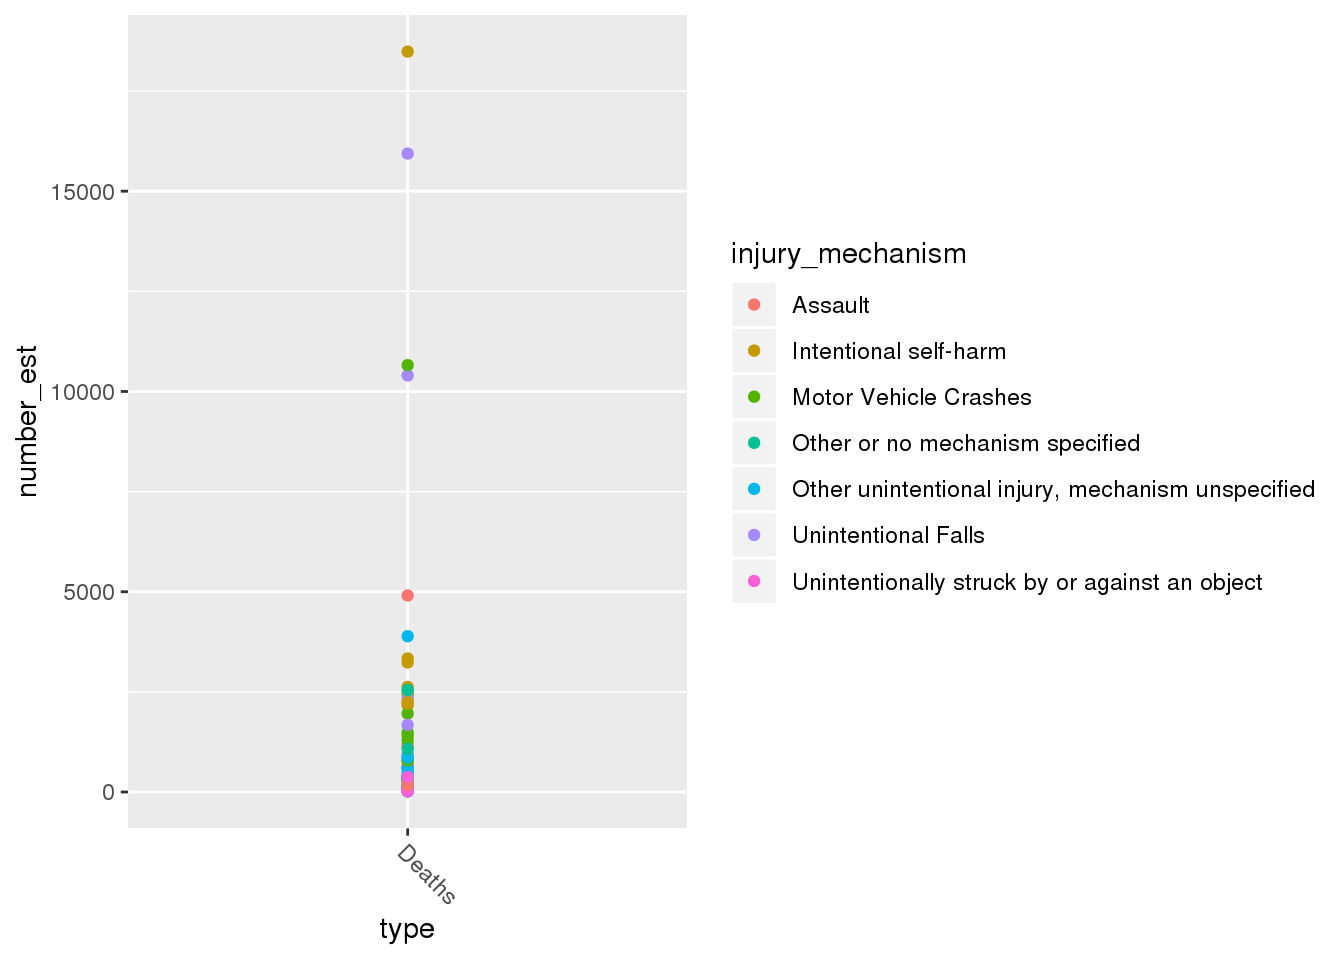 number_est
15000
10000
5000
0
Deaths
type
injury_mechanism
Assault
Intentional self-harm
Motor Vehicle Crashes
Other or no mechanism specified
Other unintentional injury, mechanism unspecified
Unintentional Falls
Unintentionally struck by or against an object